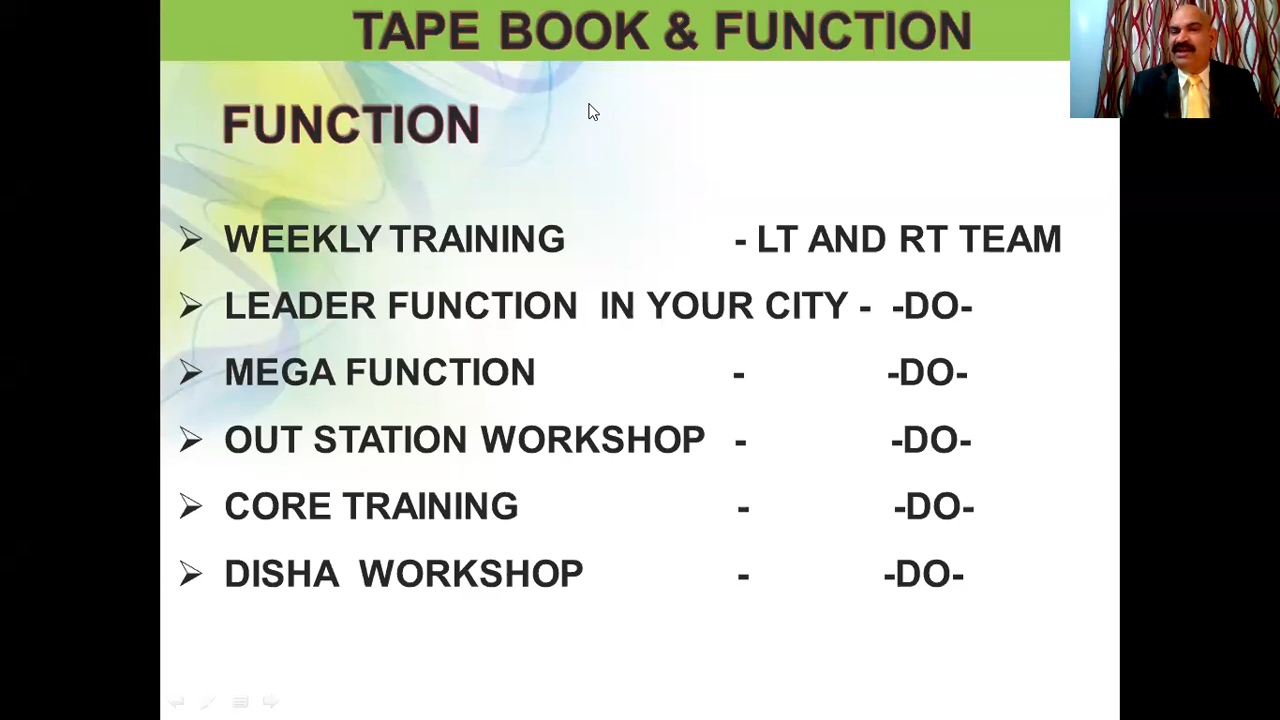 TAPE BOOK & FUNCTION
FUNCTION
WEEKLY TRAINING - LT AND RT TEAM
LEADER FUNCTION IN YOUR CITY - -DO-
MEGA FUNCTION - -DO-
OUT STATION WORKSHOP - -DO-
CORE TRAINING - -DO-
DISHA WORKSHOP - -DO-